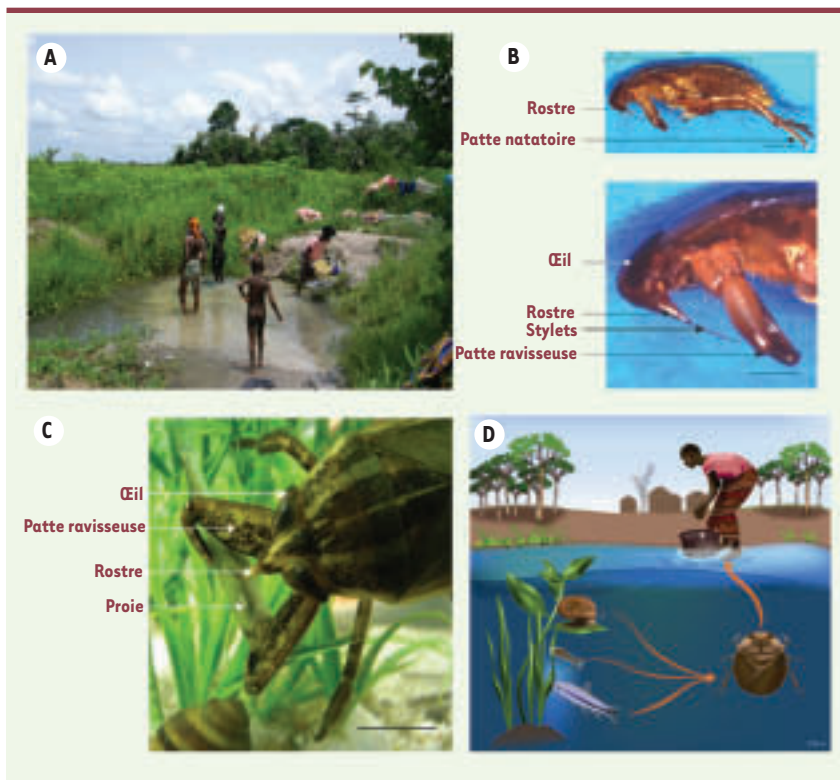 A
B
Rostre
Patte natatoire
Œil
Rostre
Stylets
Patte ravisseuse
C
Œil
Patte ravisseuse
Rostre
Proie
D